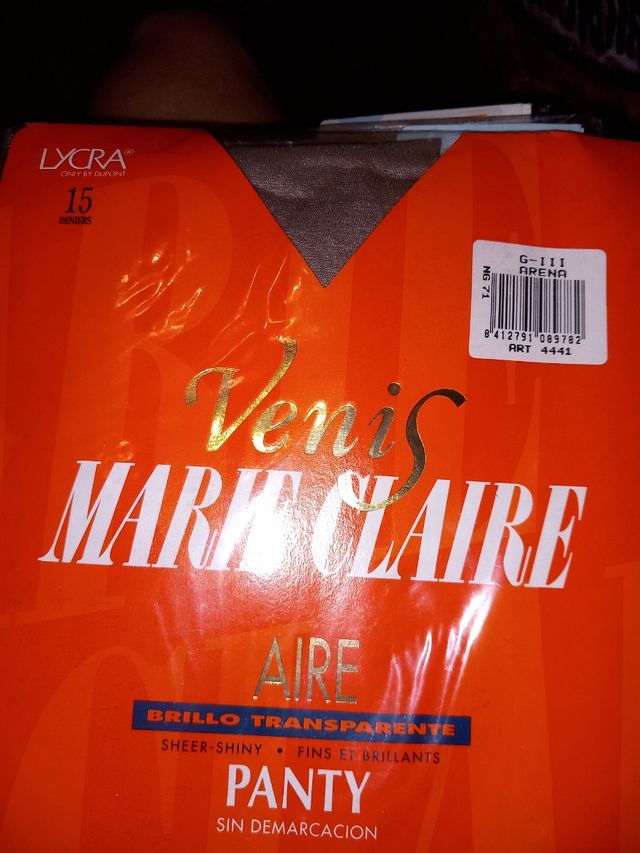 LYCRA®
ONLY BY DUPONT
15
DENIERS
G-III
ARENA
NG 71
8 412791 089782
ART 4441
Venis
MARIE CLAIRE
AIRE
BRILLO TRANSPARENTE
SHEER-SHINY • FINS ET BRILLANTS
PANTY
SIN DEMARCACION